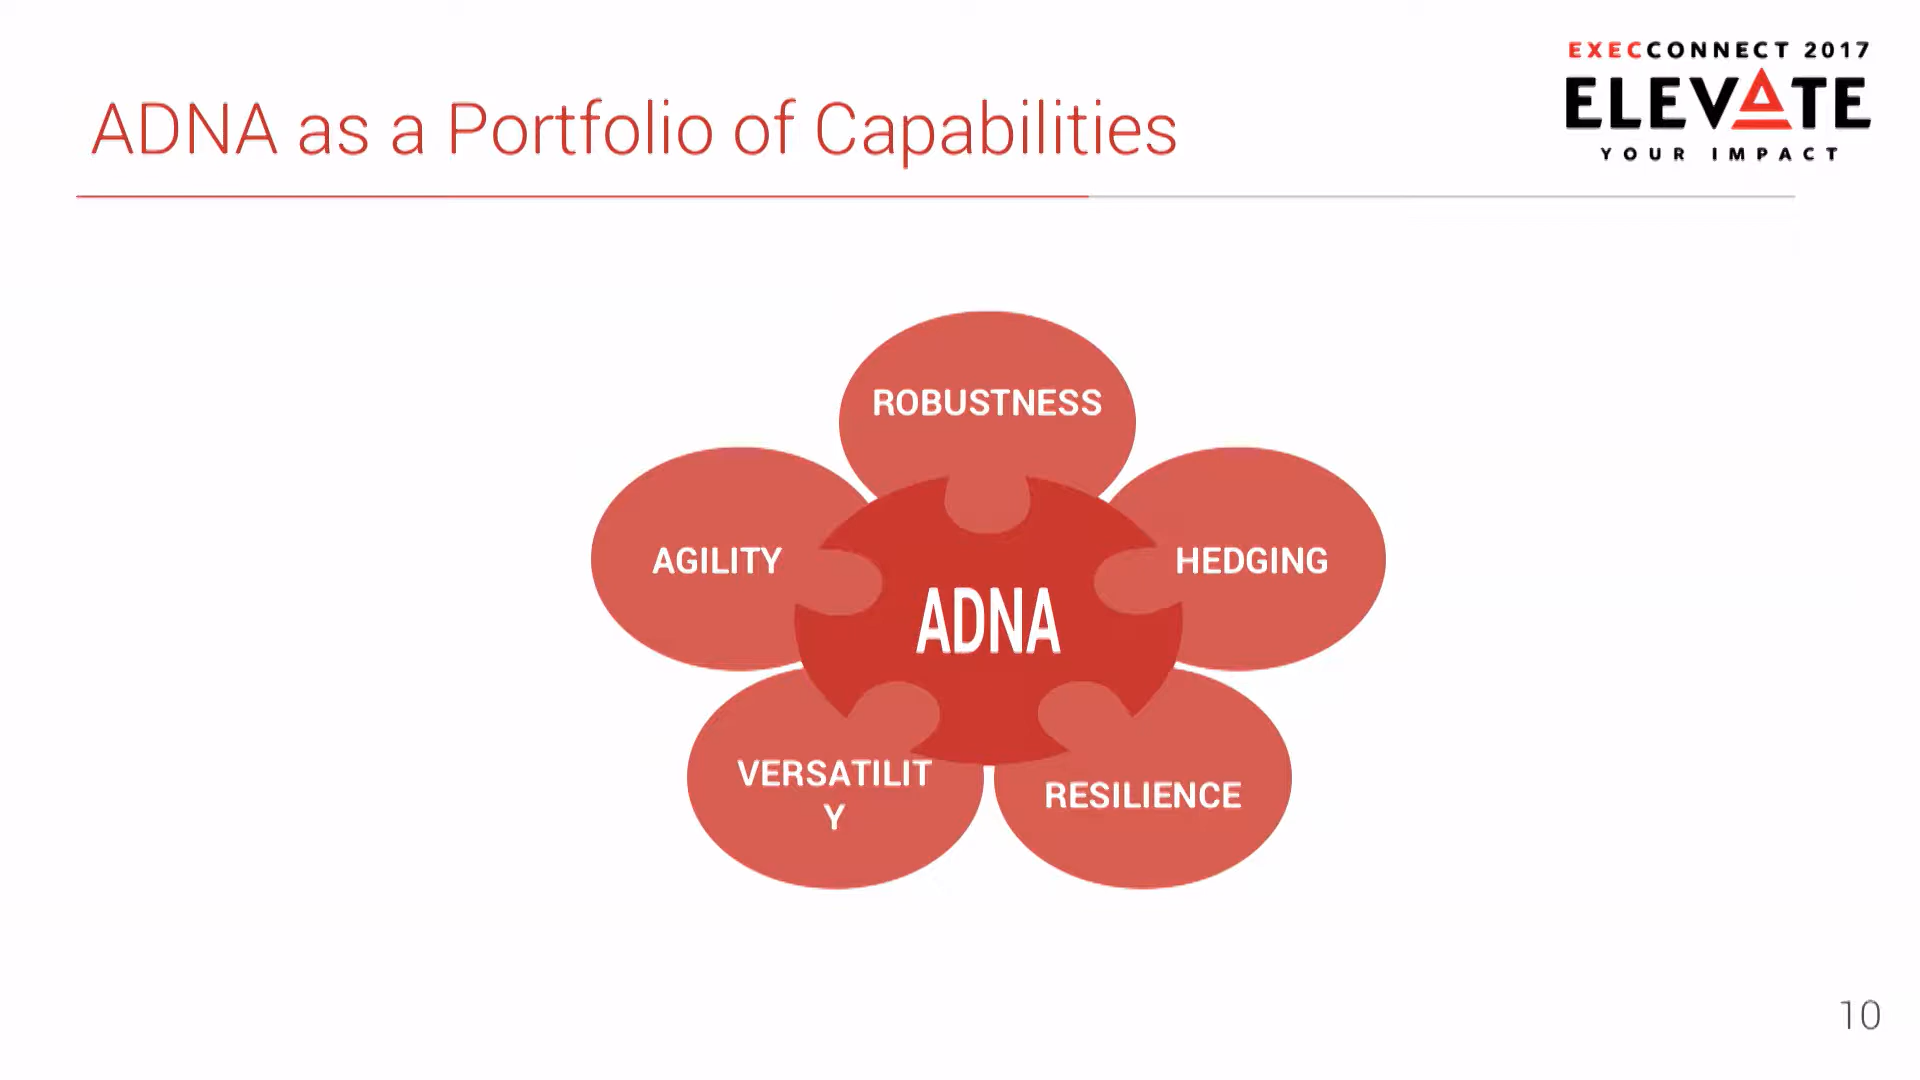 EXECCONNECT 2017
ELEVATE
YOUR IMPACT
ADNA as a Portfolio of Capabilities
ROBUSTNESS
AGILITY
HEDGING
ADNA
VERSATILIT
Y
RESILIENCE
10